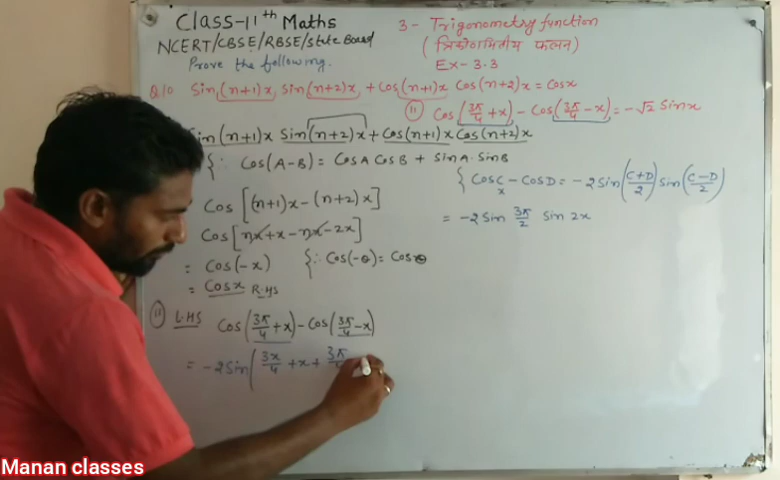 Class-11th Maths
NCERT/CBSE/RBSE/State Board
Prove the following.
3- Trigonometry function
(त्रिकोणमितीय फलन)
Ex-3.3
Q.10 Sin(n+1)x Sin(n+2)x + Cos(n+1)x Cos(n+2)x = Cosx
(11) Cos(3π/4 + x) - Cos(3π/4 - x) = -√2 Sinx
Sin(n+1)x Sin(n+2)x + Cos(n+1)x Cos(n+2)x
{∵ Cos(A-B) = CosA CosB + SinA·SinB
Cos[(n+1)x-(n+2)x]
Cos[nx+x-nx-2x]
= Cos(-x) {∵ Cos(-θ) = Cosθ
= Cosx R.HS
{CosC - CosD = -2Sin(C+D/2) Sin(C-D/2)
= -2Sin 3π/2 Sin 2x
(11) L.HS Cos(3π/4 + x) - Cos(3π/4 - x)
= -2Sin(3π/4 + x + 3π
Manan classes